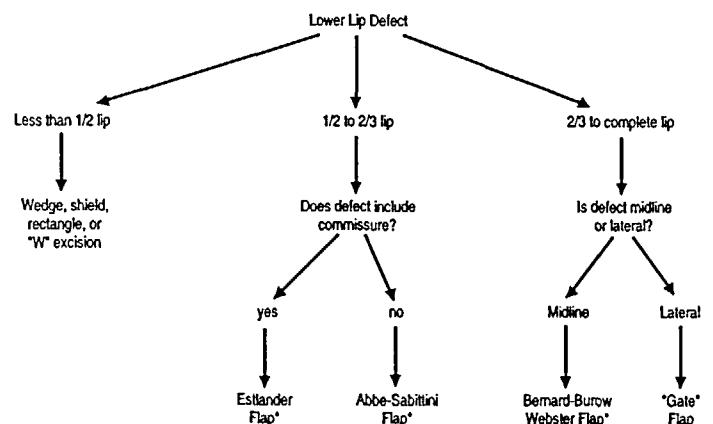 Lower Lip Defect
Less than 1/2 lip
1/2 to 2/3 lip
2/3 to complete lip
Wedge, shield,
rectangle, or
"W" excision
Does defect include
commissure?
Is defect midline
or lateral?
yes
no
Midline
Lateral
Estlander
Flap*
Abbe-Sabittini
Flap*
Bernard-Burow
Webster Flap*
"Gate"
Flap